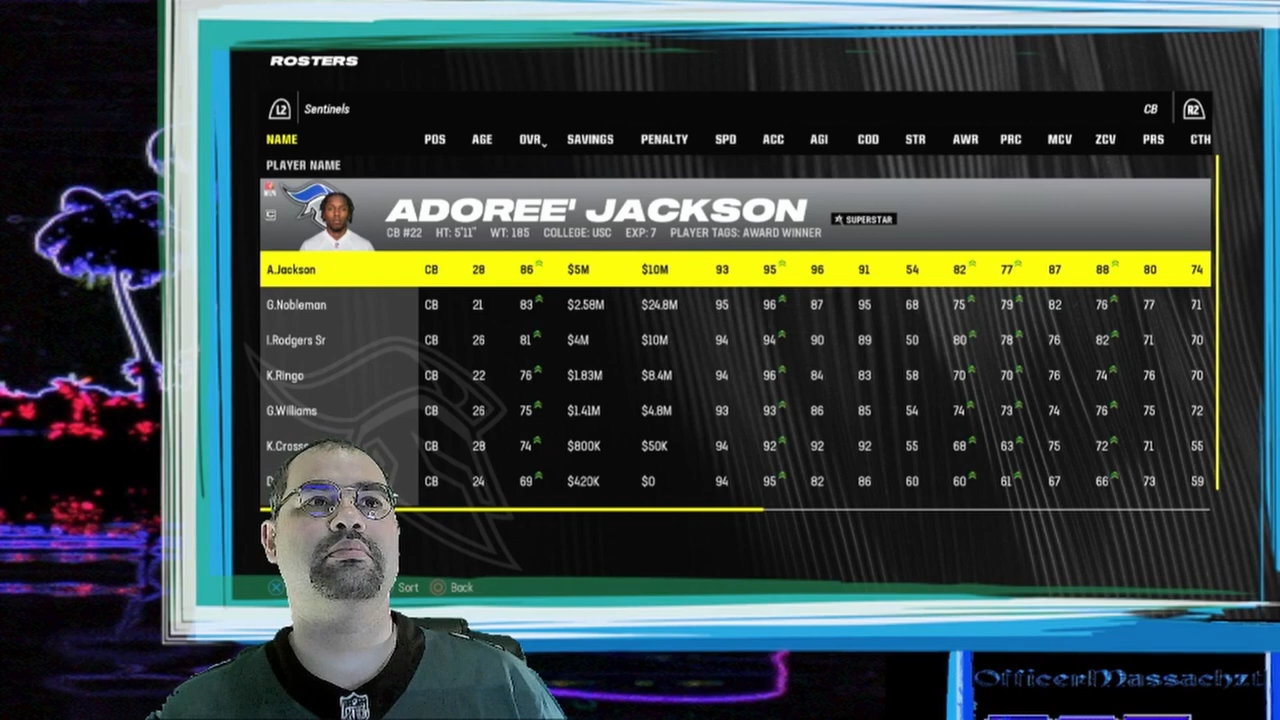 ROSTERS
L2 Sentinels CB R2
NAME POS AGE OVR. SAVINGS PENALTY SPD ACC AGI COD STR AWR PRC MCV ZCV PRS CTH
PLAYER NAME
ADOREE' JACKSON SUPERSTAR
CB #22 HT: 5'11" WT: 185 COLLEGE: USC EXP: 7 PLAYER TAGS: AWARD WINNER
A.Jackson CB 28 86 $5M $10M 93 95 96 91 54 82 77 87 88 80 74
G.Nobleman CB 21 83 $2.58M $24.8M 95 96 87 95 68 75 79 82 76 77 71
I.Rodgers Sr CB 26 81 $4M $10M 94 94 90 89 50 80 78 76 82 71 70
K.Ringo CB 22 76 $1.83M $8.4M 94 96 84 83 58 70 70 76 74 76 70
G.Williams CB 26 75 $1.41M $4.8M 93 93 86 85 54 74 73 74 76 75 72
CB 28 74 $800K $50K 94 92 92 92 55 68 63 75 72 71 55
CB 24 69 $420K $0 94 95 82 86 60 60 61 67 66 73 59
Sort Back
NFL
OfficerMassachzt